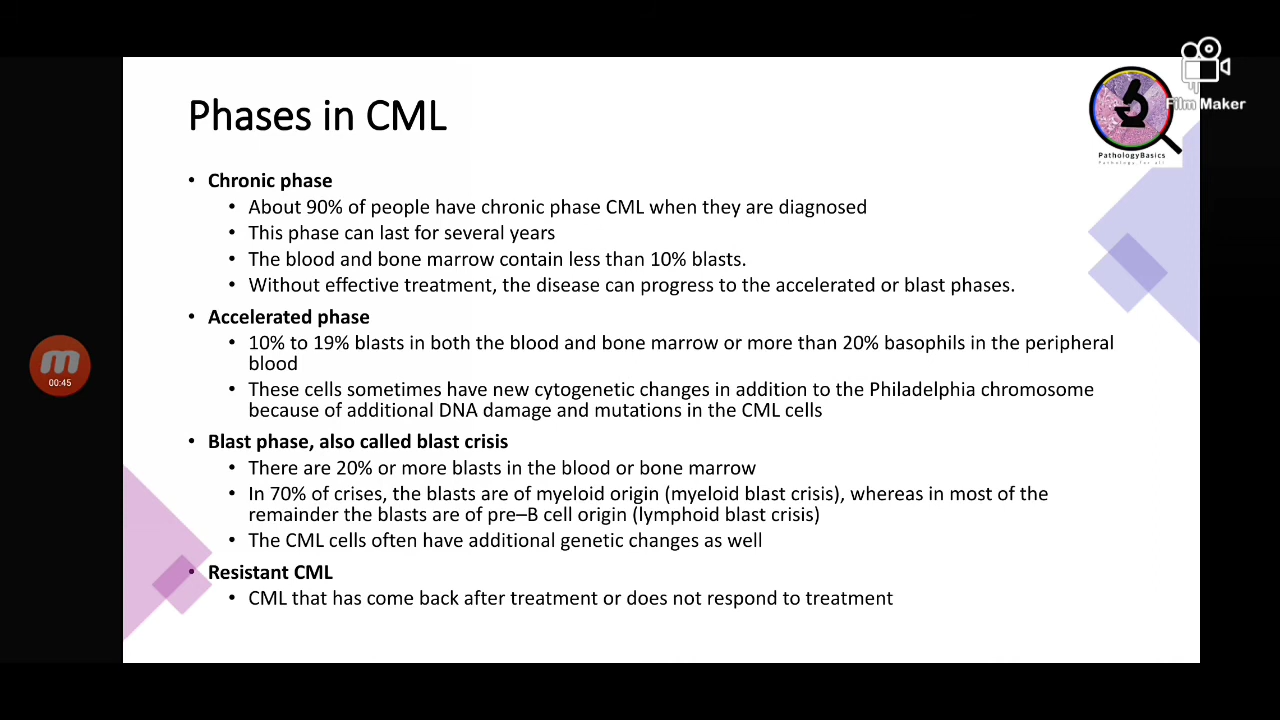 Film Maker
PathologyBasics
Pathology for all
Phases in CML
• Chronic phase
• About 90% of people have chronic phase CML when they are diagnosed
• This phase can last for several years
• The blood and bone marrow contain less than 10% blasts.
• Without effective treatment, the disease can progress to the accelerated or blast phases.
• Accelerated phase
• 10% to 19% blasts in both the blood and bone marrow or more than 20% basophils in the peripheral
blood
• These cells sometimes have new cytogenetic changes in addition to the Philadelphia chromosome
because of additional DNA damage and mutations in the CML cells
• Blast phase, also called blast crisis
• There are 20% or more blasts in the blood or bone marrow
• In 70% of crises, the blasts are of myeloid origin (myeloid blast crisis), whereas in most of the
remainder the blasts are of pre–B cell origin (lymphoid blast crisis)
• The CML cells often have additional genetic changes as well
• Resistant CML
• CML that has come back after treatment or does not respond to treatment
00:45